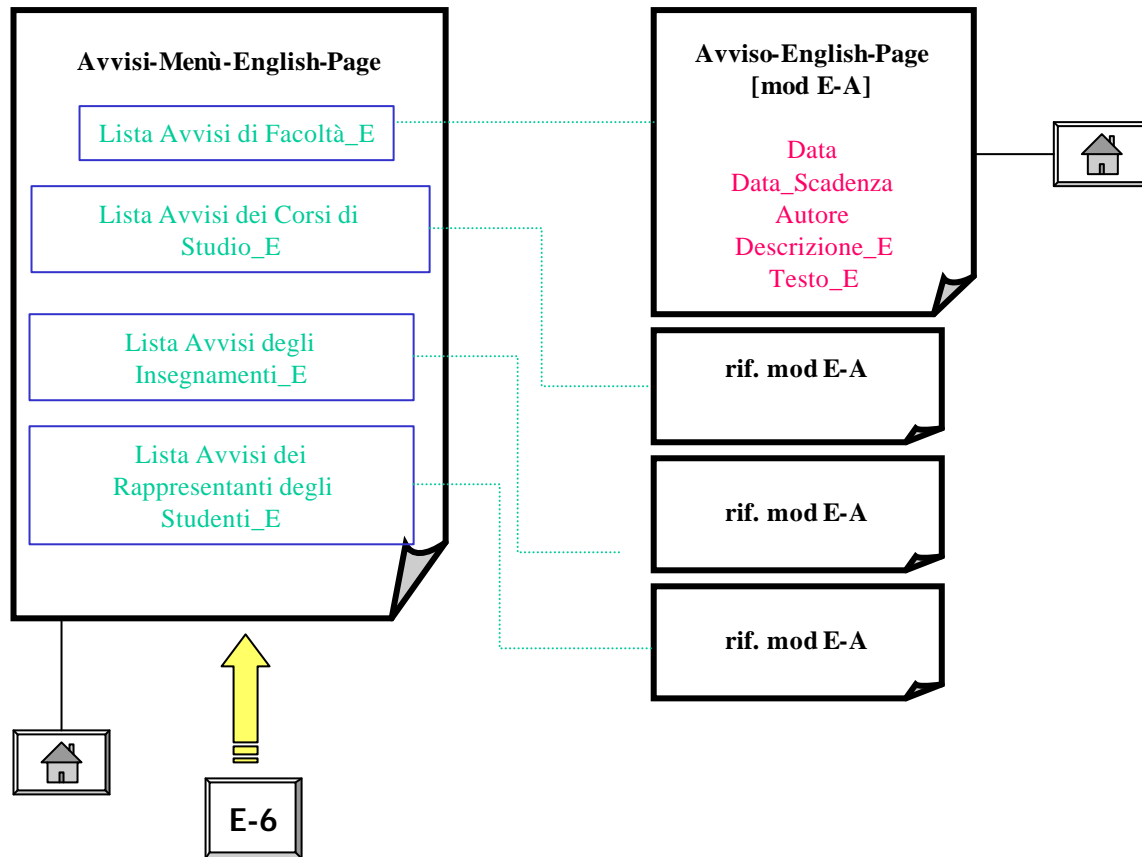 Avvisi-Menù-English-Page
Lista Avvisi di Facoltà_E
Lista Avvisi dei Corsi di
Studio_E
Lista Avvisi degli
Insegnamenti_E
Lista Avvisi dei
Rappresentanti degli
Studenti_E
E-6
Avviso-English-Page
[mod E-A]
Data
Data_Scadenza
Autore
Descrizione_E
Testo_E
rif. mod E-A
rif. mod E-A
rif. mod E-A